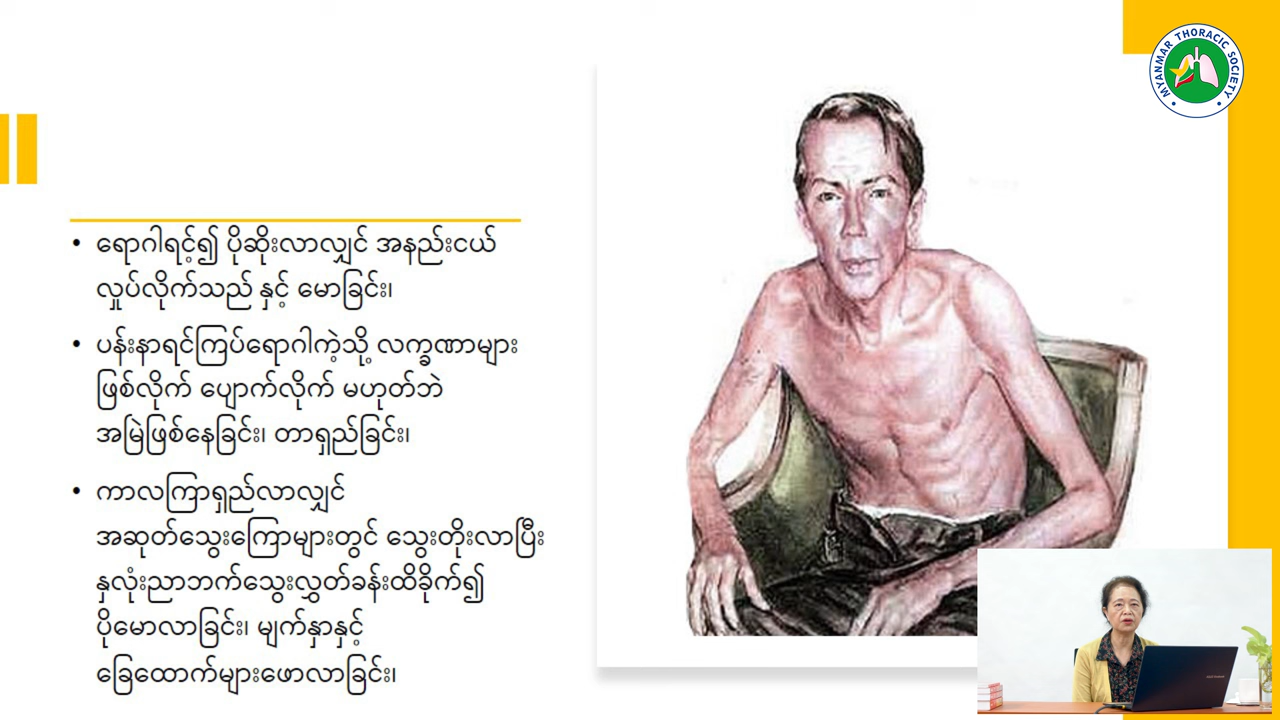 MYANMAR THORACIC SOCIETY
• ရောဂါရင့်၍ ပိုဆိုးလာလျှင် အနည်းငယ်
လှုပ်လိုက်သည် နှင့် မောခြင်း၊
• ပန်းနာရင်ကြပ်ရောဂါကဲ့သို့ လက္ခဏာများ
ဖြစ်လိုက် ပျောက်လိုက် မဟုတ်ဘဲ
အမြဲဖြစ်နေခြင်း၊ တာရှည်ခြင်း၊
• ကာလကြာရှည်လာလျှင်
အဆုတ်သွေးကြောများတွင် သွေးတိုးလာပြီး
နှလုံးညာဘက်သွေးလွှတ်ခန်းထိခိုက်၍
ပိုမောလာခြင်း၊ မျက်နှာနှင့်
ခြေထောက်များဖောလာခြင်း၊